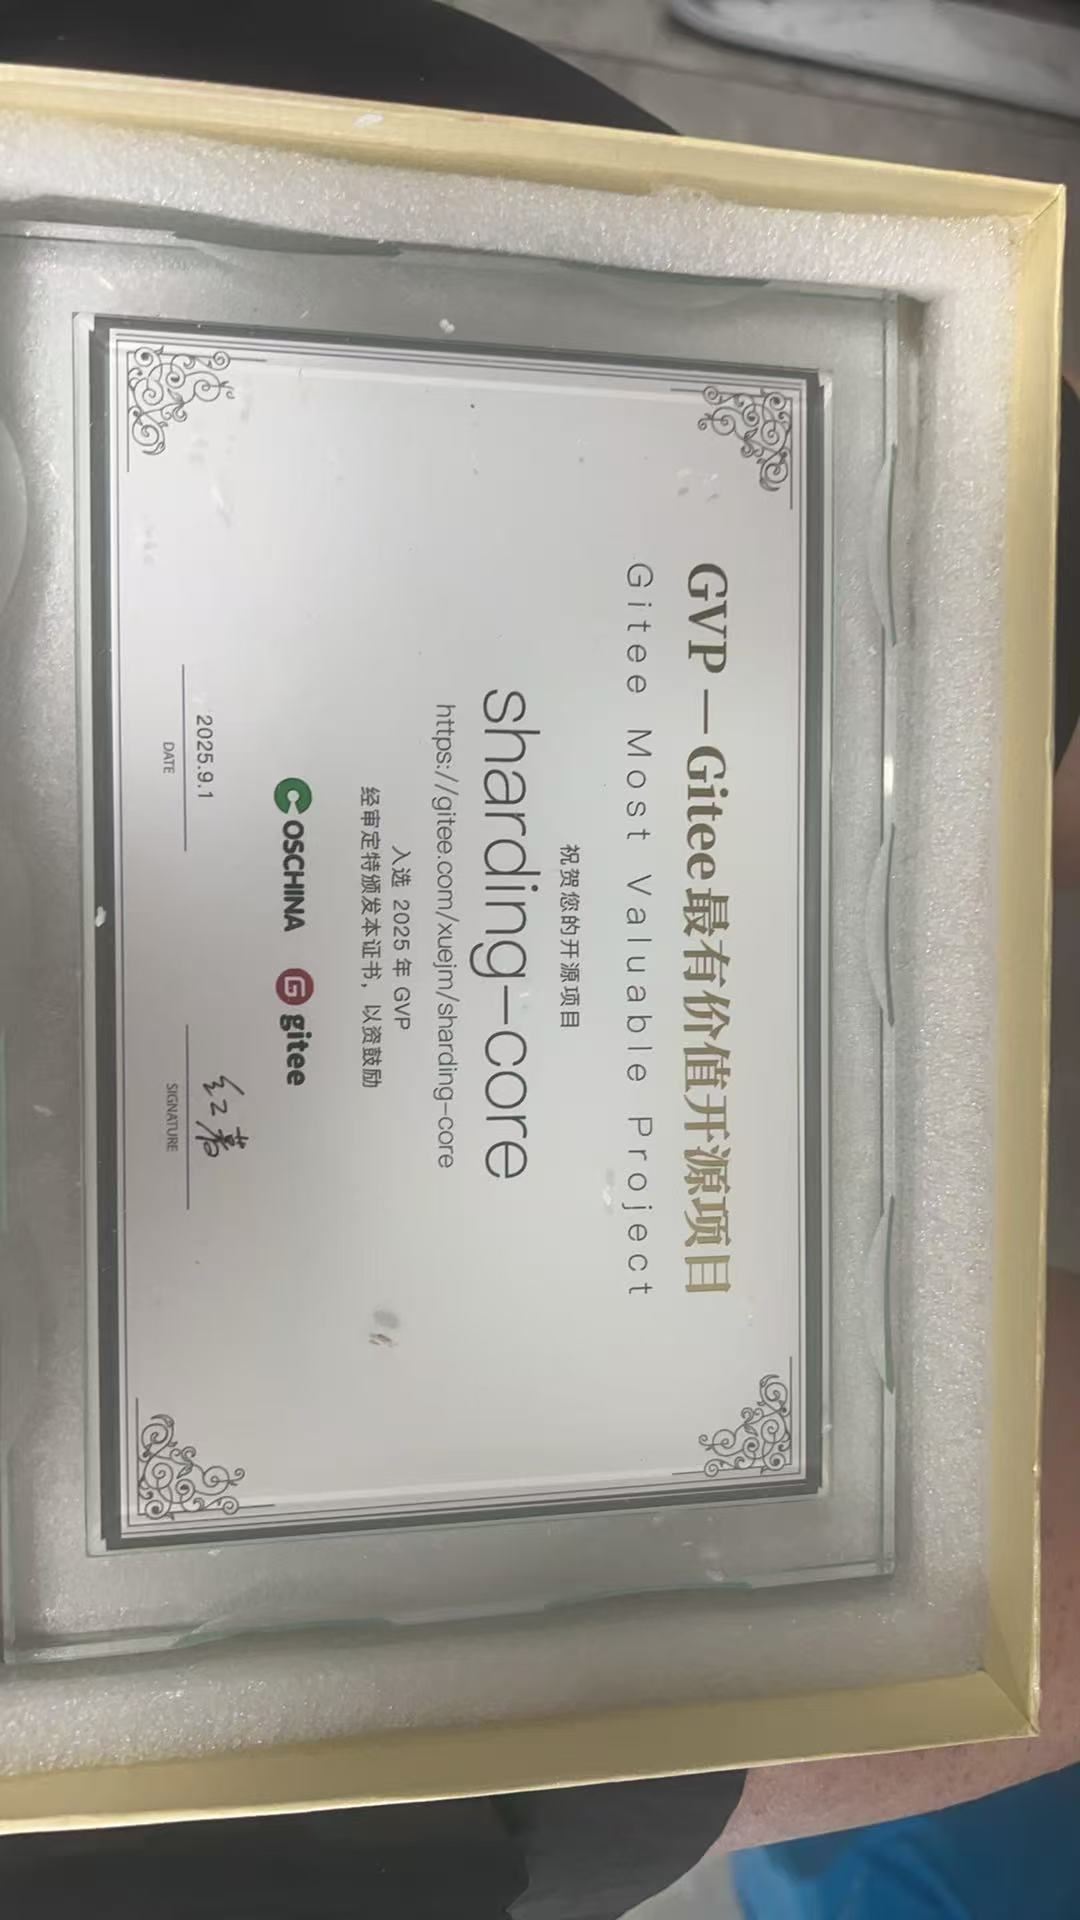 GVP — Gitee最有价值开源项目
Gitee Most Valuable Project
祝贺您的开源项目
sharding-core
https://gitee.com/xuejm/sharding-core
入选 2025 年 GVP
经审定特颁发本证书，以资鼓励
OSCHINA gitee
2025.9.1
DATE
红薯
SIGNATURE